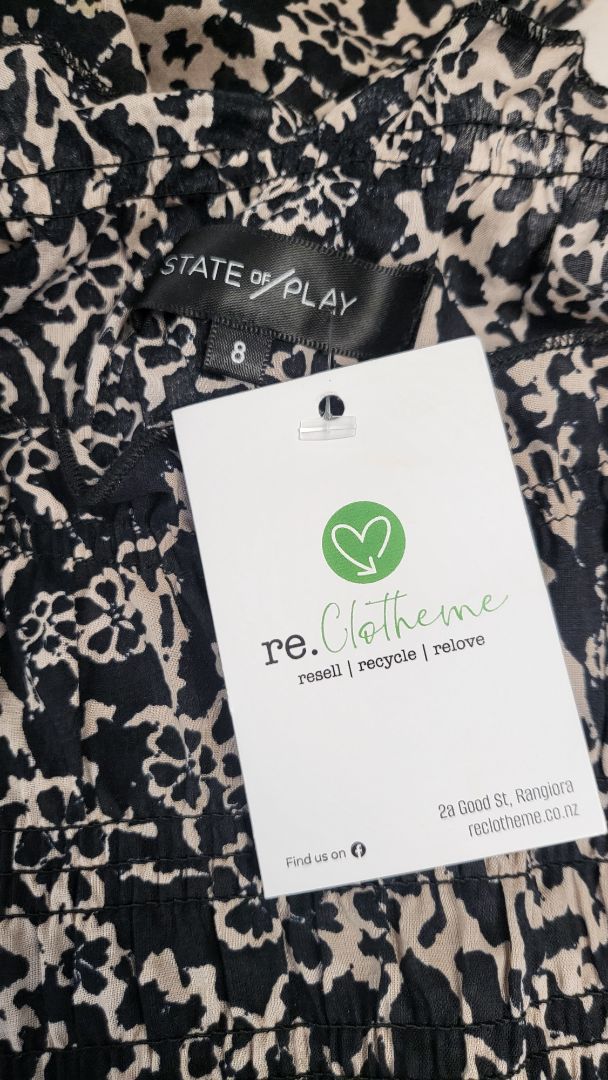 STATE OF/PLAY
8
re.Clotheme
resell | recycle | relove
2a Good St, Rangiora
reclotheme.co.nz
Find us on